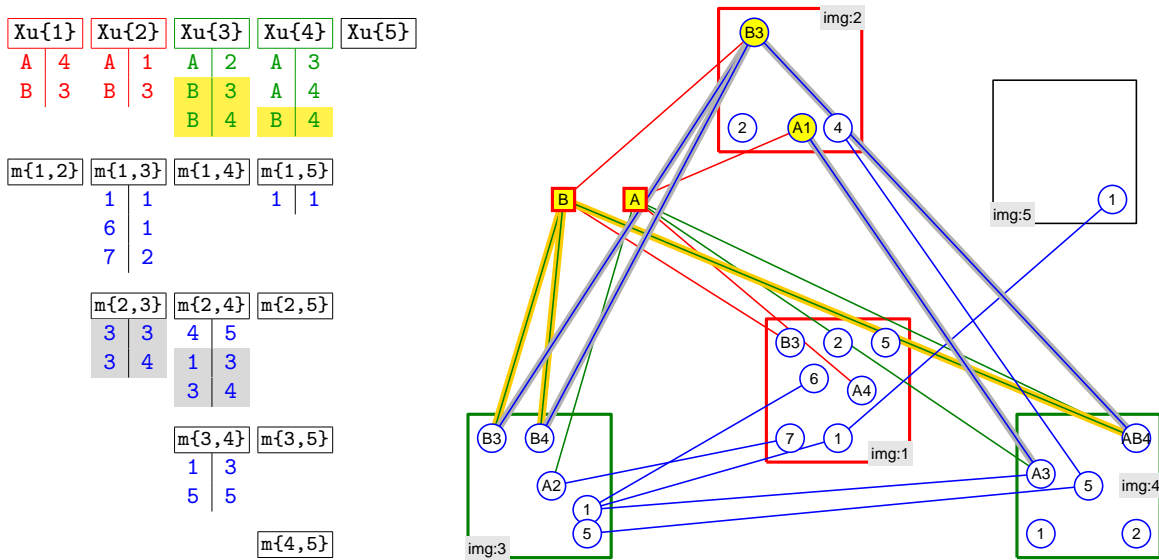 Xu{1} Xu{2} Xu{3} Xu{4} Xu{5}
A 4 A 1 A 2 A 3
B 3 B 3 B 3 A 4
B 4 B 4
m{1,2} m{1,3} m{1,4} m{1,5}
1 1 1 1
6 1
7 2
m{2,3} m{2,4} m{2,5}
3 3 4 5
3 4 1 3
3 4
m{3,4} m{3,5}
1 3
5 5
m{4,5}
img:2
B3
2 A1 4
B A
1
img:5
B3 2 5
6 A4
7 1
img:1
B3 B4
A2
1
5
img:3
AB4
A3 5
img:4
1 2